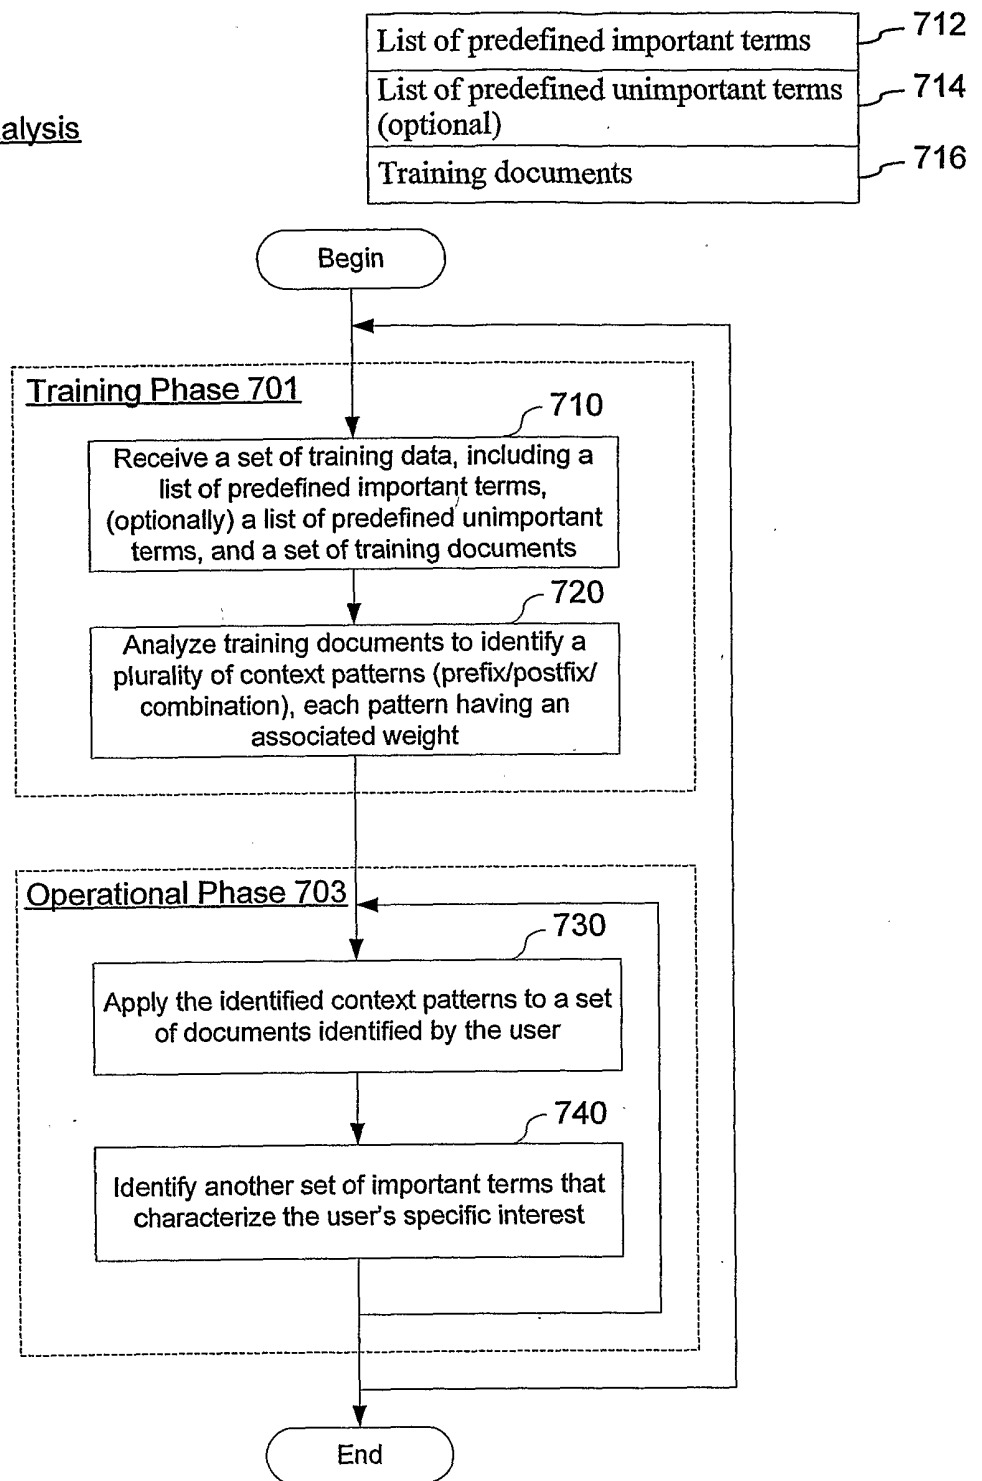 List of predefined important terms
712
List of predefined unimportant terms
(optional)
714
alysis
Training documents
716
Begin
Training Phase 701
710
Receive a set of training data, including a
list of predefined important terms,
(optionally) a list of predefined unimportant
terms, and a set of training documents
720
Analyze training documents to identify a
plurality of context patterns (prefix/postfix/
combination), each pattern having an
associated weight
Operational Phase 703
730
Apply the identified context patterns to a set
of documents identified by the user
740
Identify another set of important terms that
characterize the user's specific interest
End